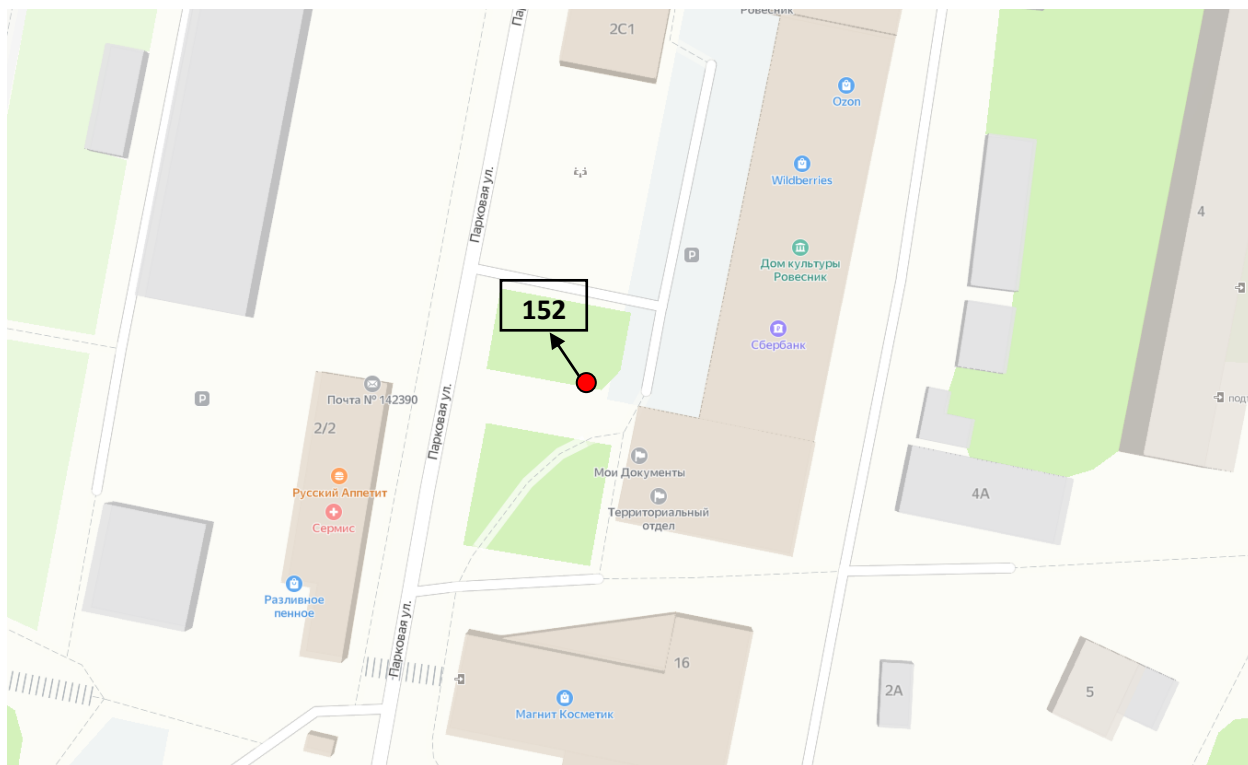 Ровесник
2С1
Ozon
Парковая ул.
Wildberries
4
P
Дом культуры
Ровесник
152
Сбербанк
Почта № 142390
P
2/2
Парковая ул.
Мои Документы
Русский Аппетит
4А
Территориальный
отдел
Сермис
Разливное
пенное
Парковая ул.
16
2А
5
Магнит Косметик